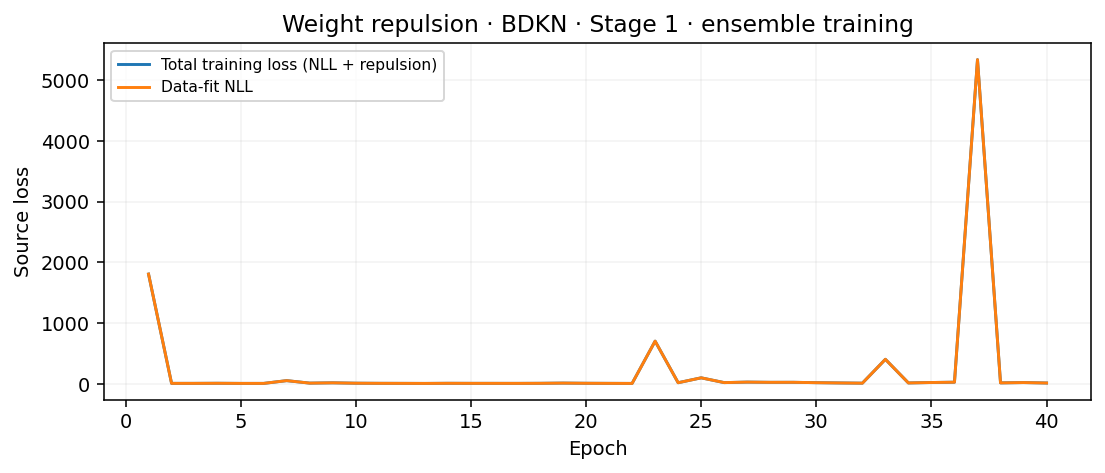 Weight repulsion · BDKN · Stage 1 · ensemble training
Total training loss (NLL + repulsion)
Data-fit NLL
Source loss
5000
4000
3000
2000
1000
0
0 5 10 15 20 25 30 35 40
Epoch